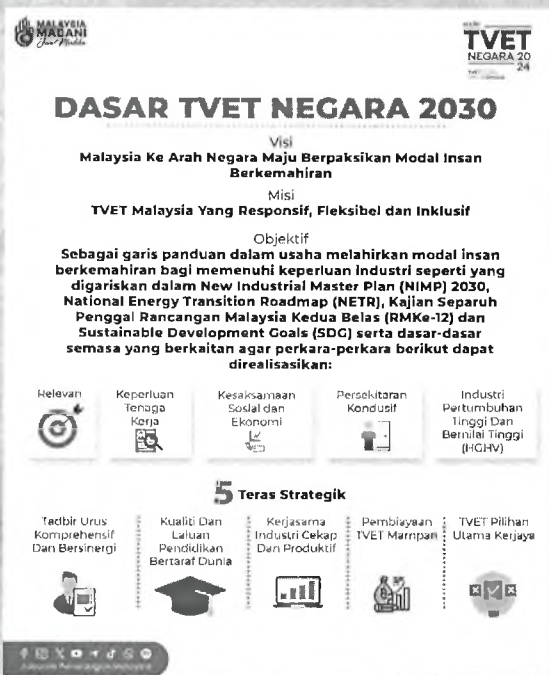 MALAYSIA
MADANI
TVET
NEGARA 20
24
DASAR TVET NEGARA 2030
Visi
Malaysia Ke Arah Negara Maju Berpaksikan Modal Insan
Berkemahiran
Misi
TVET Malaysia Yang Responsif, Fleksibel dan Inklusif
Objektif
Sebagai garis panduan dalam usaha melahirkan modal insan
berkemahiran bagi memenuhi keperluan industri seperti yang
digariskan dalam New Industrial Master Plan (NIMP) 2030,
National Energy Transition Roadmap (NETR), Kajian Separuh
Penggal Rancangan Malaysia Kedua Belas (RMKe-12) dan
Sustainable Development Goals (SDG) serta dasar-dasar
semasa yang berkaitan agar perkara-perkara berikut dapat
direalisasikan:
Relevan
Keperluan
Tenaga
Kerja
Kesaksamaan
Sosial dan
Ekonomi
Persekitaran
Kondusif
Industri
Pertumbuhan
Tinggi Dan
Bernilai Tinggi
(HGHV)
5 Teras Strategik
Tadbir Urus
Komprehensif
Dan Bersinergi
Kualiti Dan
Laluan
Pendidikan
Bertaraf Dunia
Kerjasama
Industri Cekap
Dan Produktif
Pembiayaan
TVET Mampan
TVET Pilihan
Utama Kerjaya